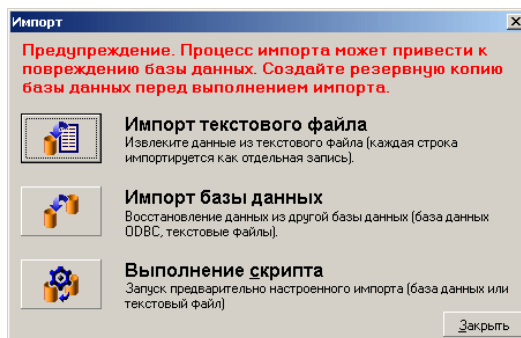 Импорт
Предупреждение. Процесс импорта может привести к
повреждению базы данных. Создайте резервную копию
базы данных перед выполнением импорта.
Импорт текстового файла
Извлеките данные из текстового файла (каждая строка
импортируется как отдельная запись).
Импорт базы данных
Восстановление данных из другой базы данных (база данных
ODBC, текстовые файлы).
Выполнение скрипта
Запуск предварительно настроенного импорта (база данных или
текстовый файл)
Закрыть